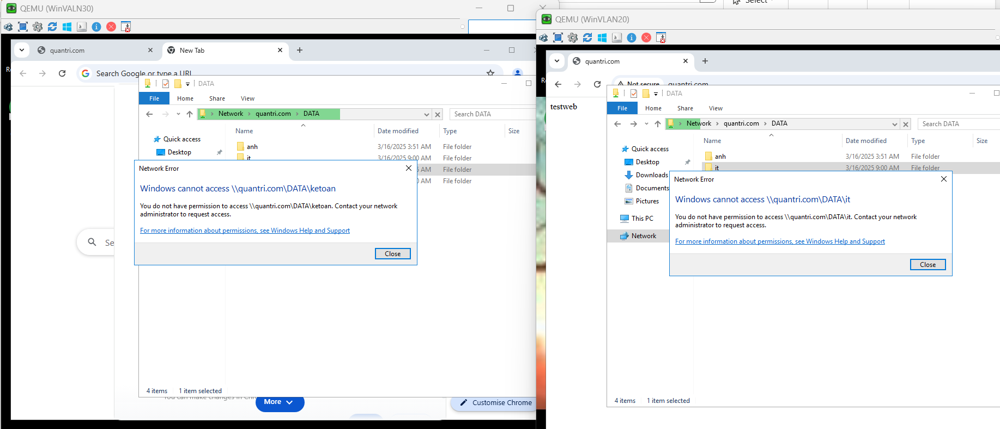 QEMU (WinVALN30)
quantri.com
New Tab
Search Google or type a URL
DATA
File Home Share View
Network quantri.com DATA
Search DATA
Name Date modified Type Size
Quick access
Desktop
anh 3/16/2025 3:51 AM File folder
it 3/16/2025 9:00 AM File folder
AM File folder
AM File folder
Network Error
Windows cannot access \\quantri.com\DATA\ketoan
You do not have permission to access \\quantri.com\DATA\ketoan. Contact your network
administrator to request access.
For more information about permissions, see Windows Help and Support
Close
Se
4 items 1 item selected
You can make changes in Chr
More
Customise Chrome
Select
QEMU (WinVLAN20)
quantri.com
Not secure quantri.com
testweb
DATA
File Home Share View
Network quantri.com DATA
Search DATA
Name Date modified Type Size
Quick access
Desktop
Downloads
Documents
Pictures
This PC
Network
anh 3/16/2025 3:51 AM File folder
it 3/16/2025 9:00 AM File folder
Network Error
Windows cannot access \\quantri.com\DATA\it
You do not have permission to access \\quantri.com\DATA\it. Contact your network
administrator to request access.
For more information about permissions, see Windows Help and Support
Close
4 items 1 item selected